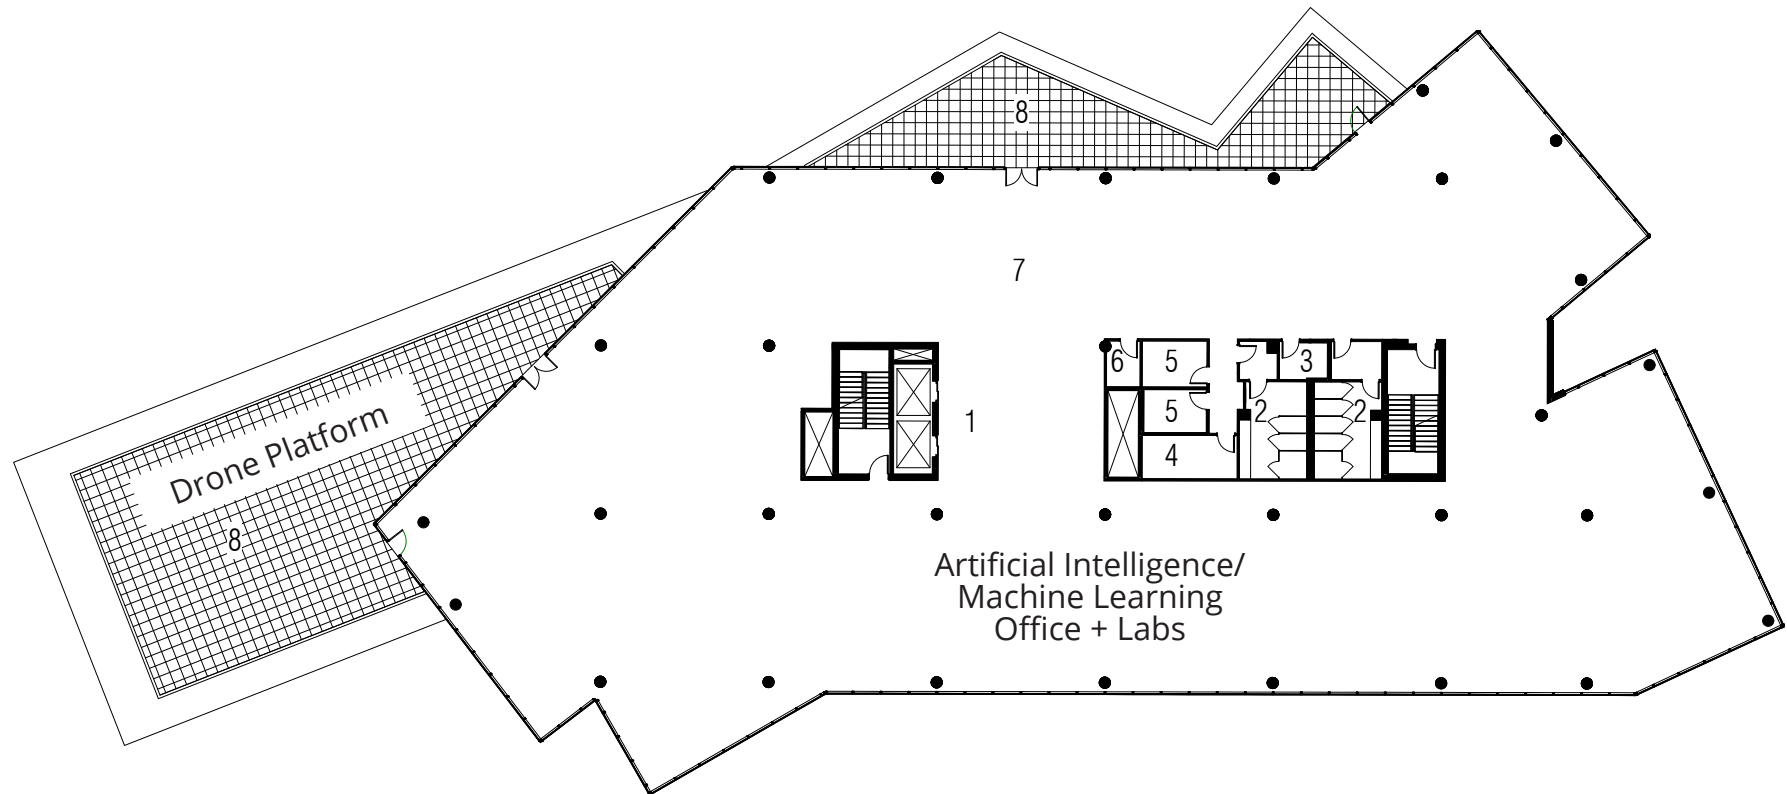 8
7
6
5
3
5
2
2
1
4
Drone Platform
8
Artificial Intelligence/
Machine Learning
Office + Labs